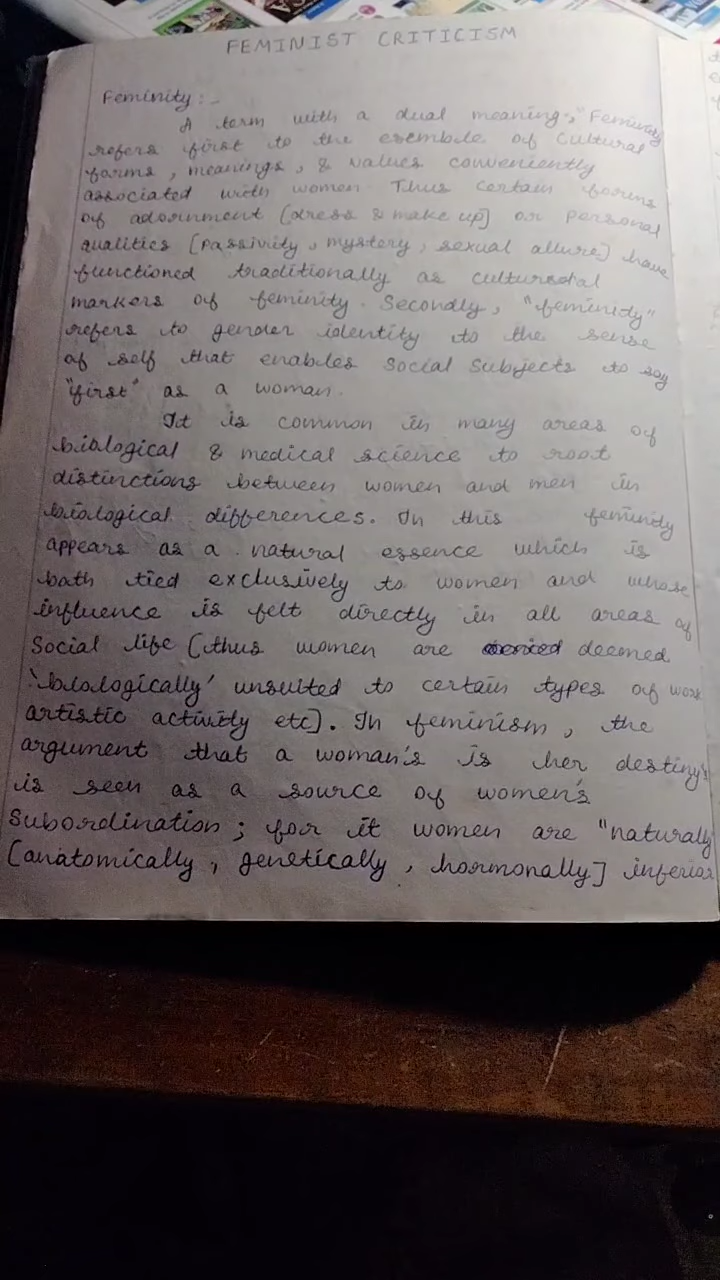 FEMINIST CRITICISM
Feminity :-
A term with a dual meaning, "Feminity
refers first to the esemble of Cultural
forms, meanings, & values conveniently
associated with women. Thus certain forms
of adornment [dress & make up] or personal
qualities [passivity, mystery, sexual allure] have
functioned traditionally as
markers of feminity. Secondly, "feminity"
refers to gender identity to the sense
of self that enables social subjects to say
"first" as a woman.
It is common in many areas of
biological & medical science to root
distinctions between women and men in
biological differences. In this feminity
appears as a natural essence which is
both tied exclusively to women and whose
influence is felt directly in all areas of
social life (thus women are deemed
'biologically' unsuited to certain types of work
artistic activity etc]. In feminism, the
argument that a woman's is her destiny's
is seen as a source of women's
subordination; for it women are "naturaly
[anatomically, genetically, hormonally] inferior